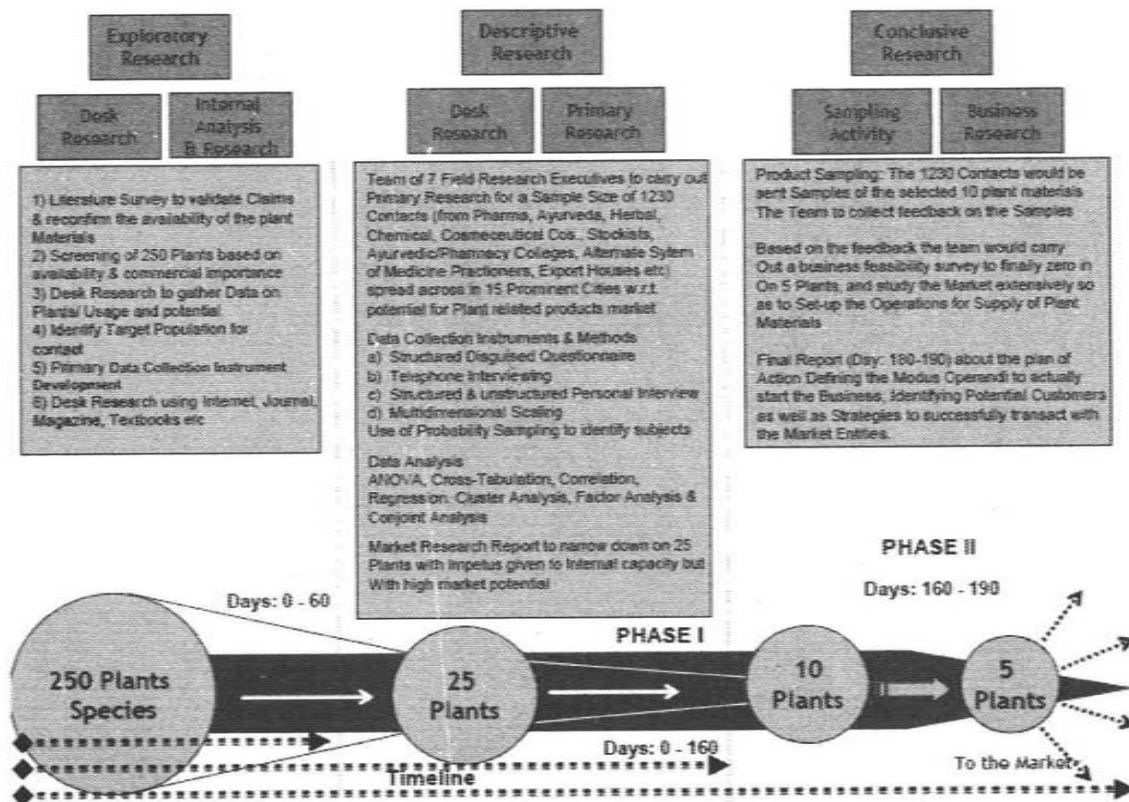 Exploratory
Research
Desk
Research
Internal
Analysis
& Research
1) Literature Survey to validate Claims
& reconfirm the availability of the plant
Materials
2) Screening of 250 Plants based on
availability & commercial importance
3) Desk Research to gather Data on
Plants/ Usage and potential
4) Identify Target Population for
contact
5) Primary Data Collection Instrument
Development
6) Desk Research using Internet, Journal,
Magazine, Textbooks etc
Descriptive
Research
Desk
Research
Primary
Research
Team of 7 Field Research Executives to carry out
Primary Research for a Sample Size of 1230
Contacts (from Pharma, Ayurveda, Herbal,
Chemical, Cosmeceutical Cos., Stockists,
Ayurvedic/Pharmacy Colleges, Alternate Sytem
of Medicine Practioners, Export Houses etc)
spread across in 15 Prominent Cities w.r.t.
potential for Plant related products market
Data Collection Instruments & Methods
a) Structured Disguised Questionnaire
b) Telephone Interviewing
c) Structured & unstructured Personal Interview
d) Multidimensional Scaling
Use of Probability Sampling to identify subjects
Data Analysis
ANOVA, Cross-Tabulation, Correlation,
Regression, Cluster Analysis, Factor Analysis &
Conjoint Analysis
Market Research Report to narrow down on 25
Plants with impetus given to Internal capacity but
With high market potential
Conclusive
Research
Sampling
Activity
Business
Research
Product Sampling: The 1230 Contacts would be
sent Samples of the selected 10 plant materials
The Team to collect feedback on the Samples
Based on the feedback the team would carry
Out a business feasibility survey to finally zero in
On 5 Plants, and study the Market extensively so
as to Set-up the Operations for Supply of Plant
Materials
Final Report (Day: 180-190) about the plan of
Action Defining the Modus Operandi to actually
start the Business, Identifying Potential Customers
as well as Strategies to successfully transact with
the Market Entities.
PHASE II
Days: 160 - 190
Days: 0 - 60
PHASE I
250 Plants
Species
25
Plants
10
Plants
5
Plants
Days: 0 - 160
Timeline
To the Market